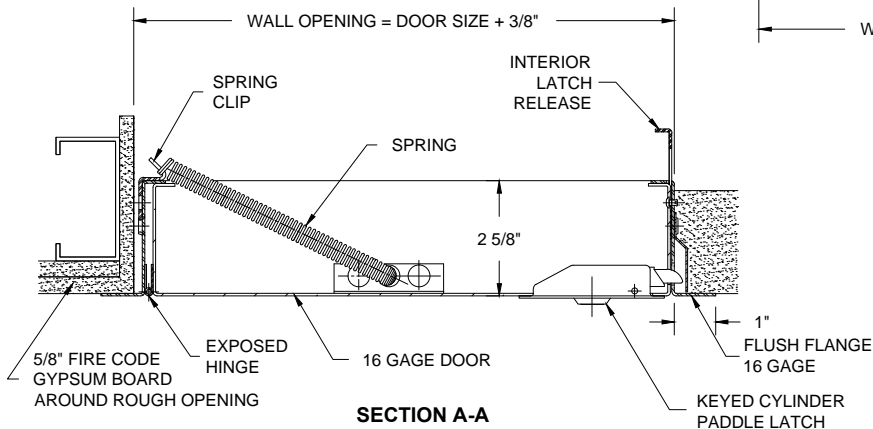 WALL OPENING = DOOR SIZE + 3/8"
W
SPRING
CLIP
INTERIOR
LATCH
RELEASE
SPRING
2 5/8"
1"
FLUSH FLANGE
16 GAGE
5/8" FIRE CODE
GYPSUM BOARD
AROUND ROUGH OPENING
EXPOSED
HINGE
16 GAGE DOOR
KEYED CYLINDER
PADDLE LATCH
SECTION A-A